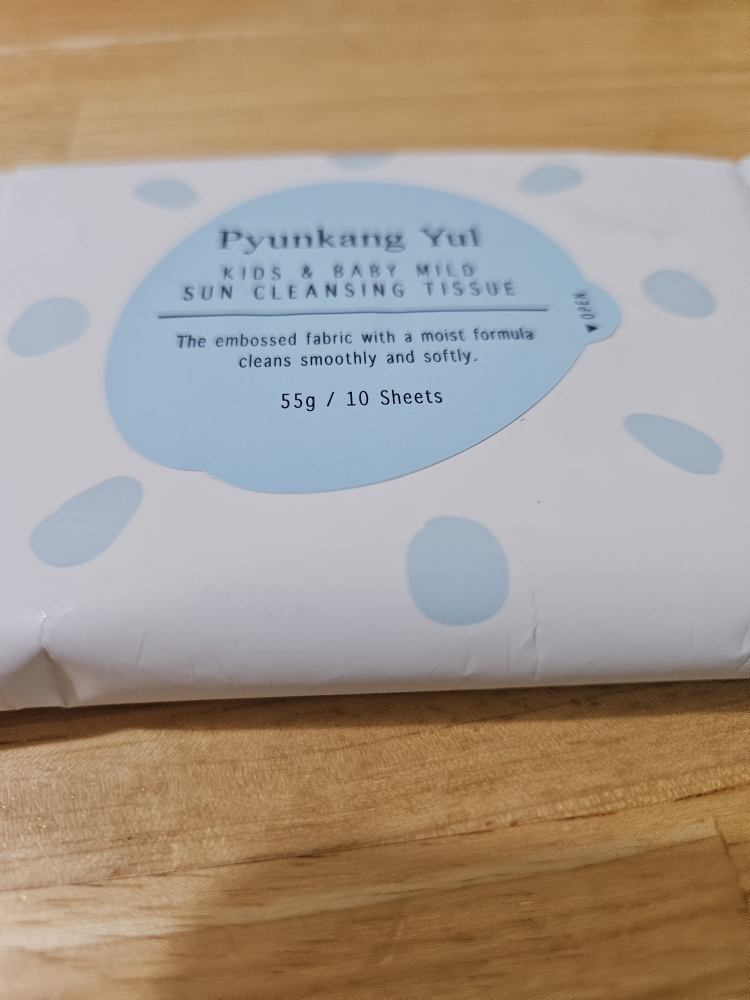 Pyunkang Yul
KIDS & BABY MILD
SUN CLEANSING TISSUE
The embossed fabric with a moist formula
cleans smoothly and softly.
55g / 10 Sheets
▼ OPEN